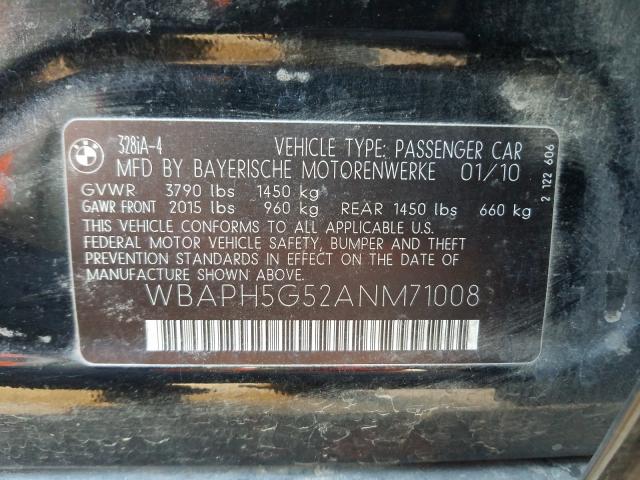 BMW
328iA-4
VEHICLE TYPE: PASSENGER CAR
MFD BY BAYERISCHE MOTORENWERKE 01/10
GVWR 3790 lbs 1450 kg
GAWR FRONT 2015 lbs 960 kg REAR 1450 lbs 660 kg
THIS VEHICLE CONFORMS TO ALL APPLICABLE U.S.
FEDERAL MOTOR VEHICLE SAFETY, BUMPER AND THEFT
PREVENTION STANDARDS IN EFFECT ON THE DATE OF
MANUFACTURE SHOWN ABOVE.
WBAPH5G52ANM71008
2 122 606